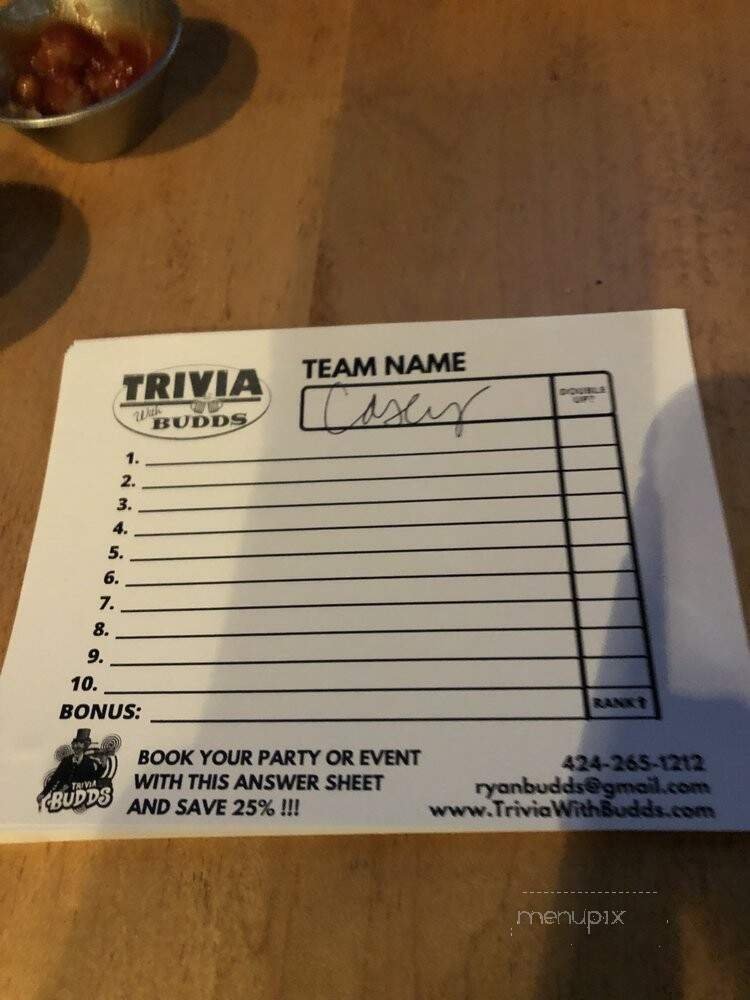 TRIVIA
With
BUDDS
TEAM NAME
Casey
DOUBLE
UP?
1.
2.
3.
4.
5.
6.
7.
8.
9.
10.
BONUS:
RANK↑
TRIVIA
BUDDS
BOOK YOUR PARTY OR EVENT
WITH THIS ANSWER SHEET
AND SAVE 25% !!!
424-265-1212
ryanbudds@gmail.com
www.TriviaWithBudds.com
menupix